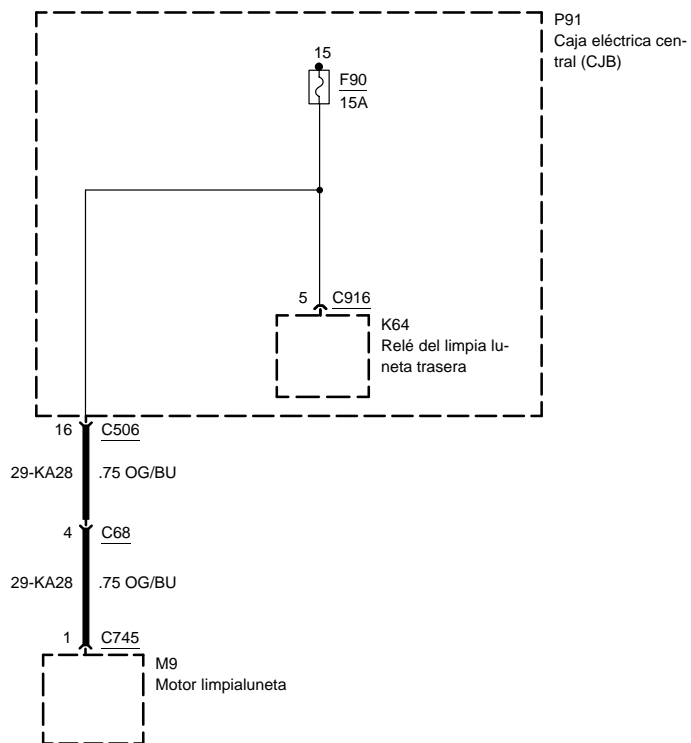 P91
Caja eléctrica cen-
tral (CJB)
15
F90
15A
5 C916
K64
Relé del limpia lu-
neta trasera
16 C506
29-KA28 .75 OG/BU
4 C68
29-KA28 .75 OG/BU
1 C745
M9
Motor limpialuneta